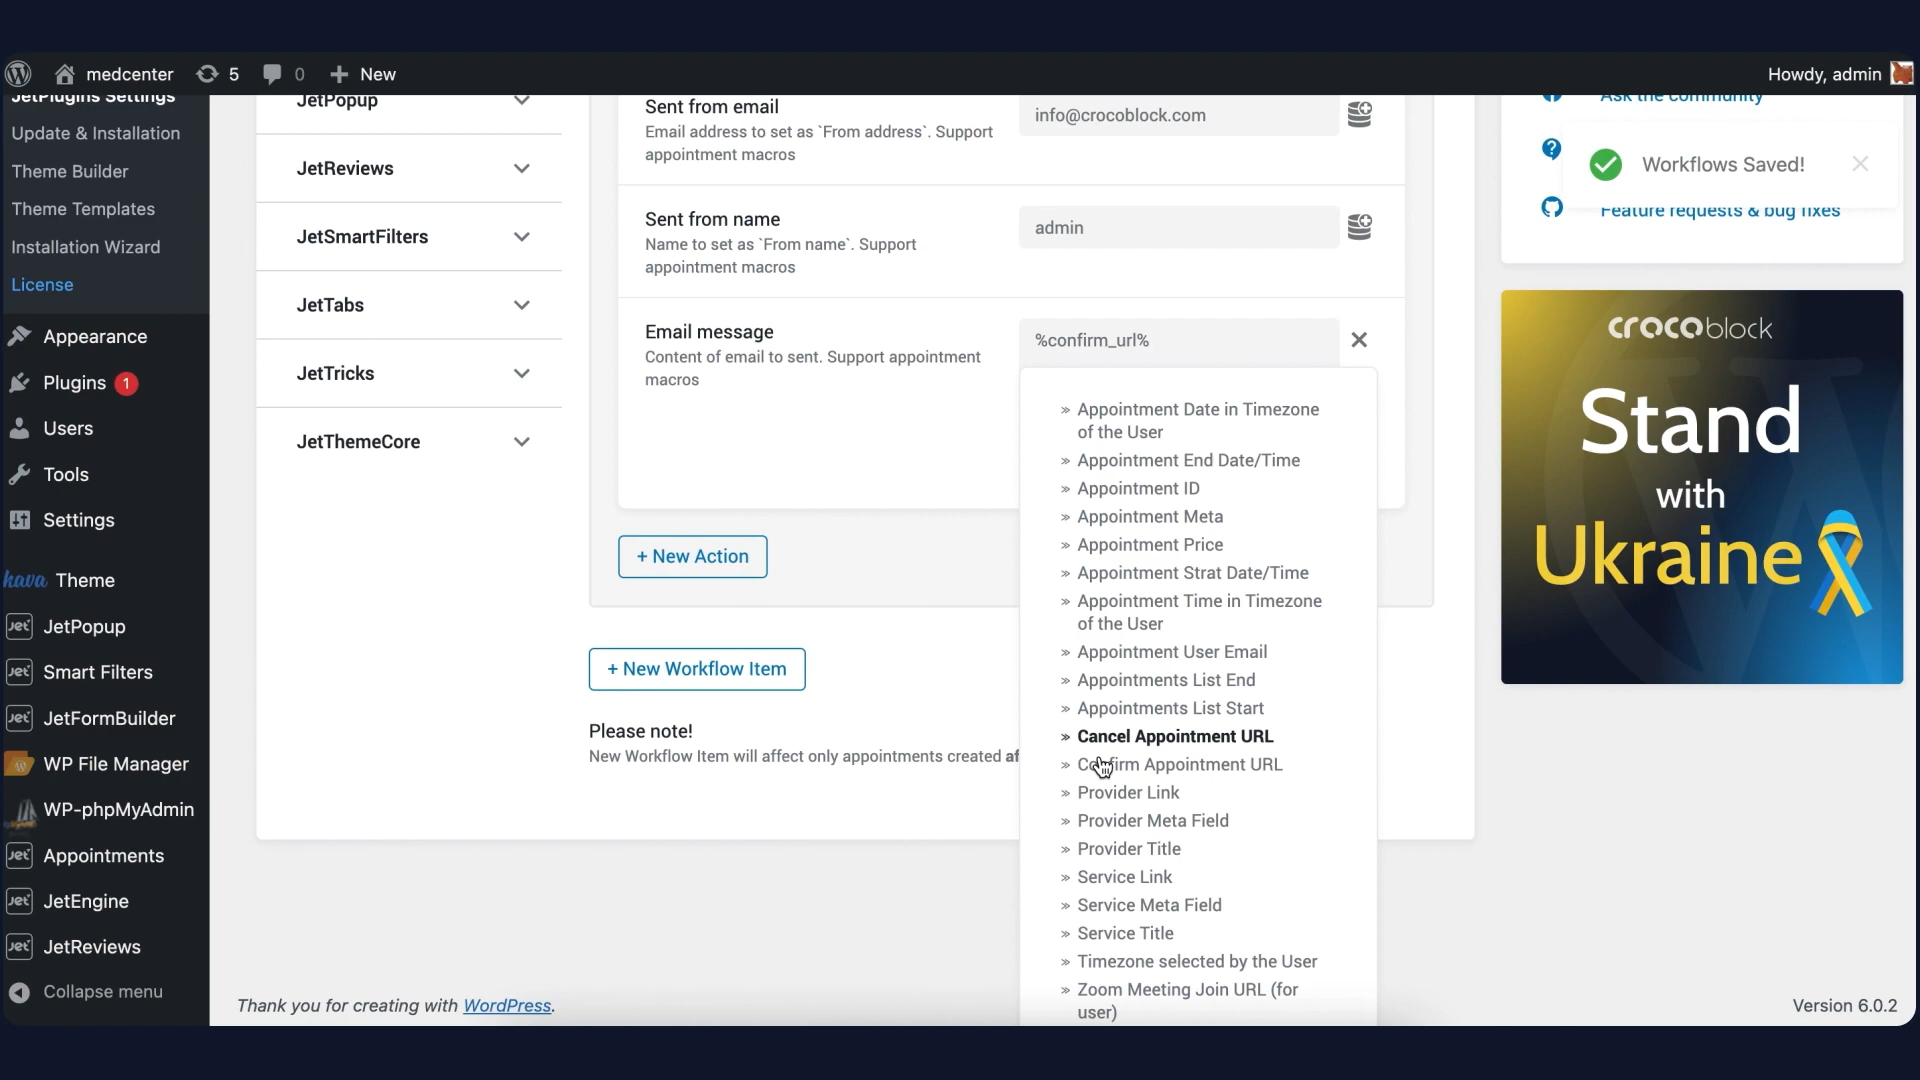 medcenter
5
0
New
Howdy, admin
JetPlugins Settings
Update & Installation
Theme Builder
Theme Templates
Installation Wizard
License
Appearance
Plugins 1
Users
Tools
Settings
kava Theme
JetPopup
Smart Filters
JetFormBuilder
WP File Manager
WP-phpMyAdmin
Appointments
JetEngine
JetReviews
Collapse menu
JetPopup
JetReviews
JetSmartFilters
JetTabs
JetTricks
JetThemeCore
Sent from email
Email address to set as `From address`. Support
appointment macros
info@crocoblock.com
Sent from name
Name to set as `From name`. Support
appointment macros
admin
Email message
Content of email to sent. Support appointment
macros
%confirm_url%
» Appointment Date in Timezone
of the User
» Appointment End Date/Time
» Appointment ID
» Appointment Meta
» Appointment Price
» Appointment Strat Date/Time
» Appointment Time in Timezone
of the User
» Appointment User Email
» Appointments List End
» Appointments List Start
» Cancel Appointment URL
» Confirm Appointment URL
» Provider Link
» Provider Meta Field
» Provider Title
» Service Link
» Service Meta Field
» Service Title
» Timezone selected by the User
» Zoom Meeting Join URL (for
user)
+ New Action
+ New Workflow Item
Please note!
New Workflow Item will affect only appointments created af
Ask the community
Workflows Saved!
Feature requests & bug fixes
crocoblock
Stand
with
Ukraine
Thank you for creating with WordPress.
Version 6.0.2